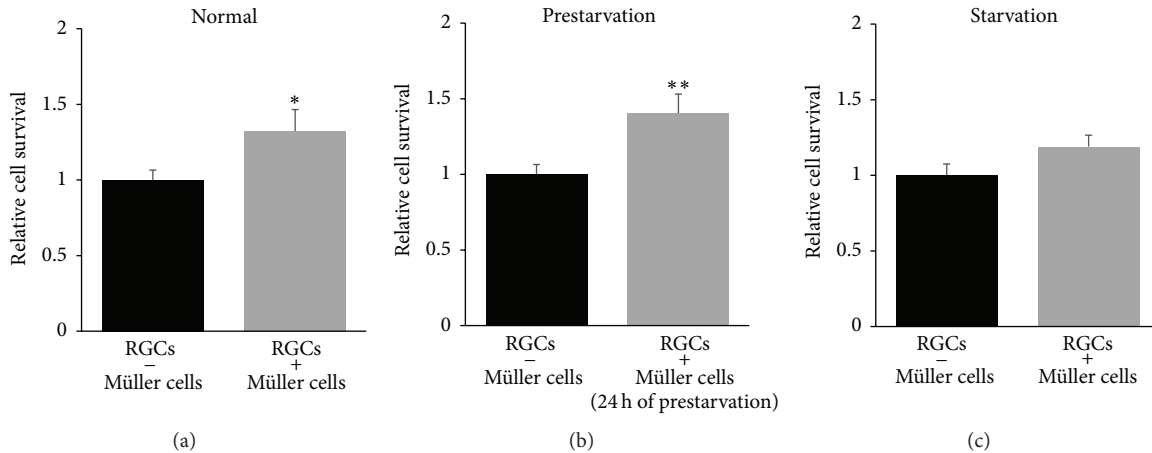 Normal
Relative cell survival
2
1.5
1
0.5
0
*
RGCs
−
Müller cells
RGCs
+
Müller cells
(a)
Prestarvation
Relative cell survival
2
1.5
1
0.5
0
**
RGCs
−
Müller cells
RGCs
+
Müller cells
(24 h of prestarvation)
(b)
Starvation
Relative cell survival
2
1.5
1
0.5
0
RGCs
−
Müller cells
RGCs
+
Müller cells
(c)